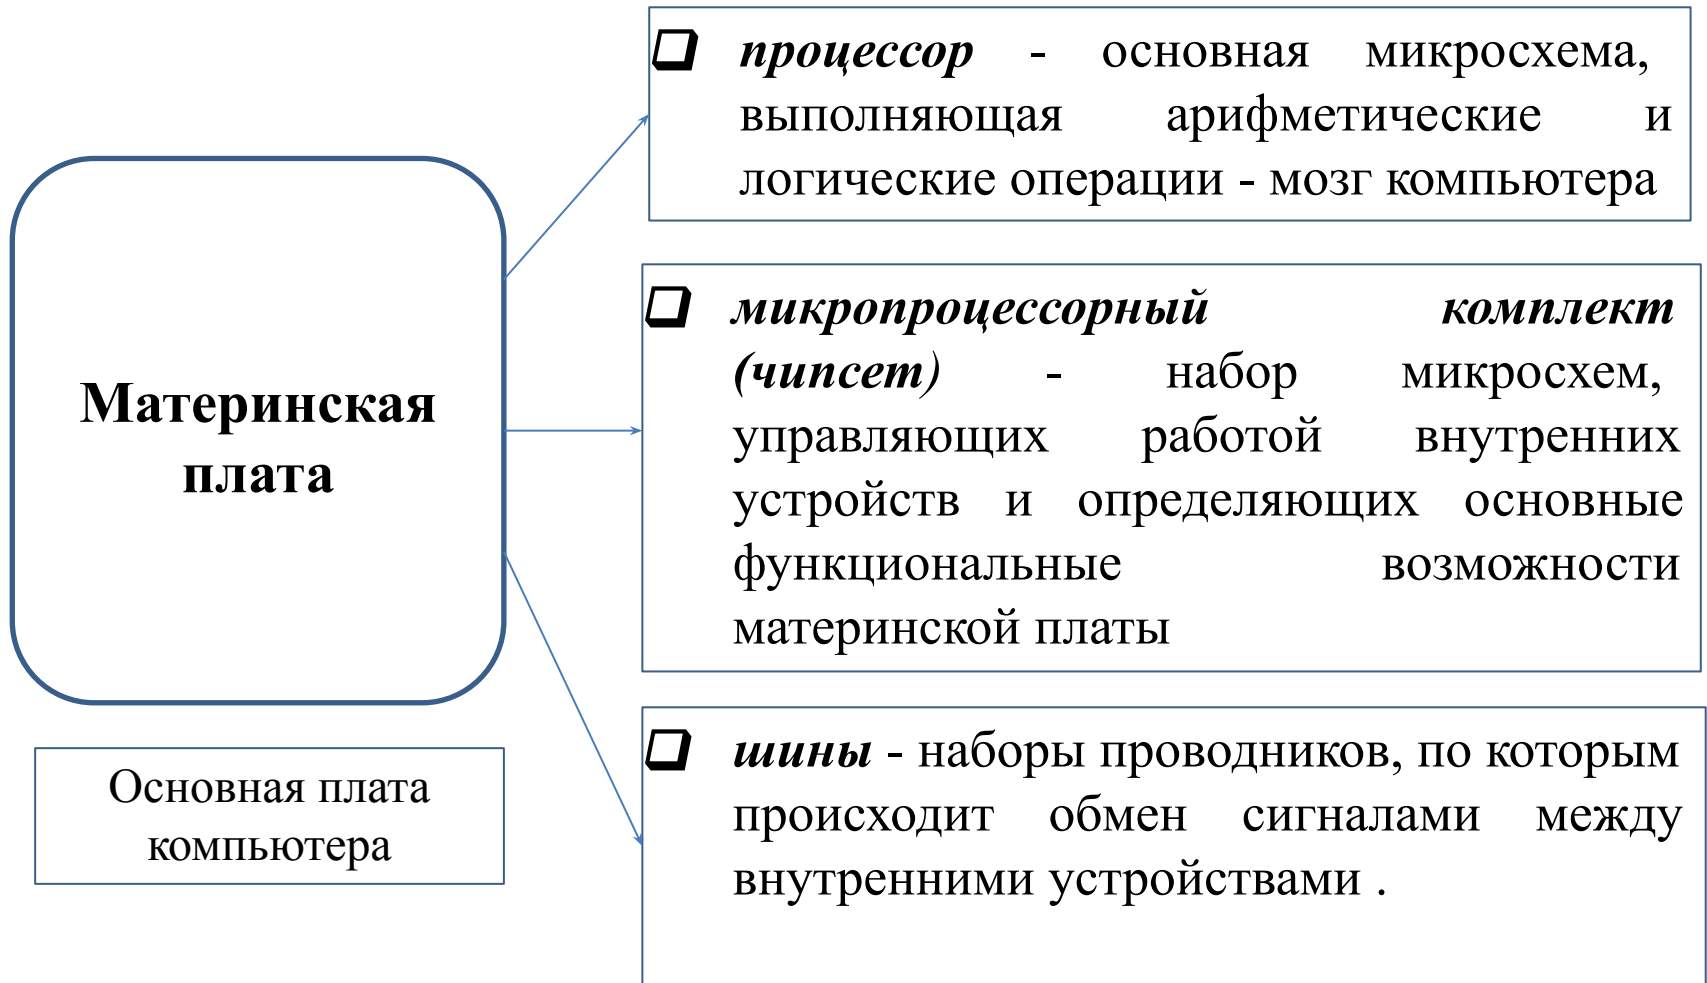 Материнская
плата
Основная плата
компьютера
процессор - основная микросхема,
выполняющая арифметические и
логические операции - мозг компьютера
микропроцессорный комплект
(чипсет) - набор микросхем,
управляющих работой внутренних
устройств и определяющих основные
функциональные возможности
материнской платы
шины - наборы проводников, по которым
происходит обмен сигналами между
внутренними устройствами .